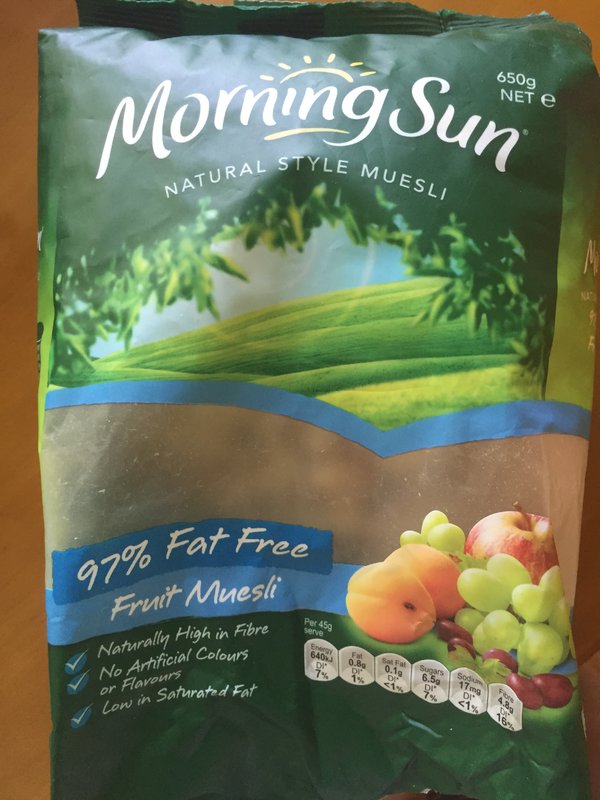 Morning Sun®
650g
NET e
NATURAL STYLE MUESLI
97% Fat Free
Fruit Muesli
Naturally High in Fibre
No Artificial Colours
or Flavours
Low in Saturated Fat
Per 45g
serve
Energy
640kJ
DI*
7%
Fat
0.8g
DI*
1%
Sat Fat
0.1g
DI*
<1%
Sugars
6.5g
DI*
7%
Sodium
17mg
DI*
<1%
Fibre
4.8g
DI*
16%